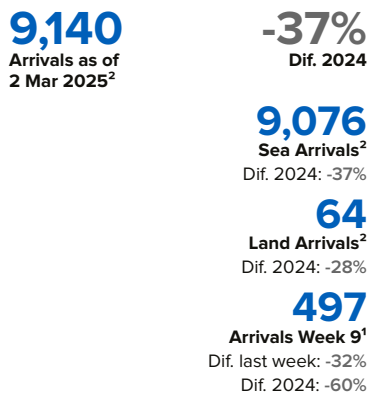 9,140
Arrivals as of
2 Mar 2025²
-37%
Dif. 2024
9,076
Sea Arrivals²
Dif. 2024: -37%
64
Land Arrivals²
Dif. 2024: -28%
497
Arrivals Week 9¹
Dif. last week: -32%
Dif. 2024: -60%